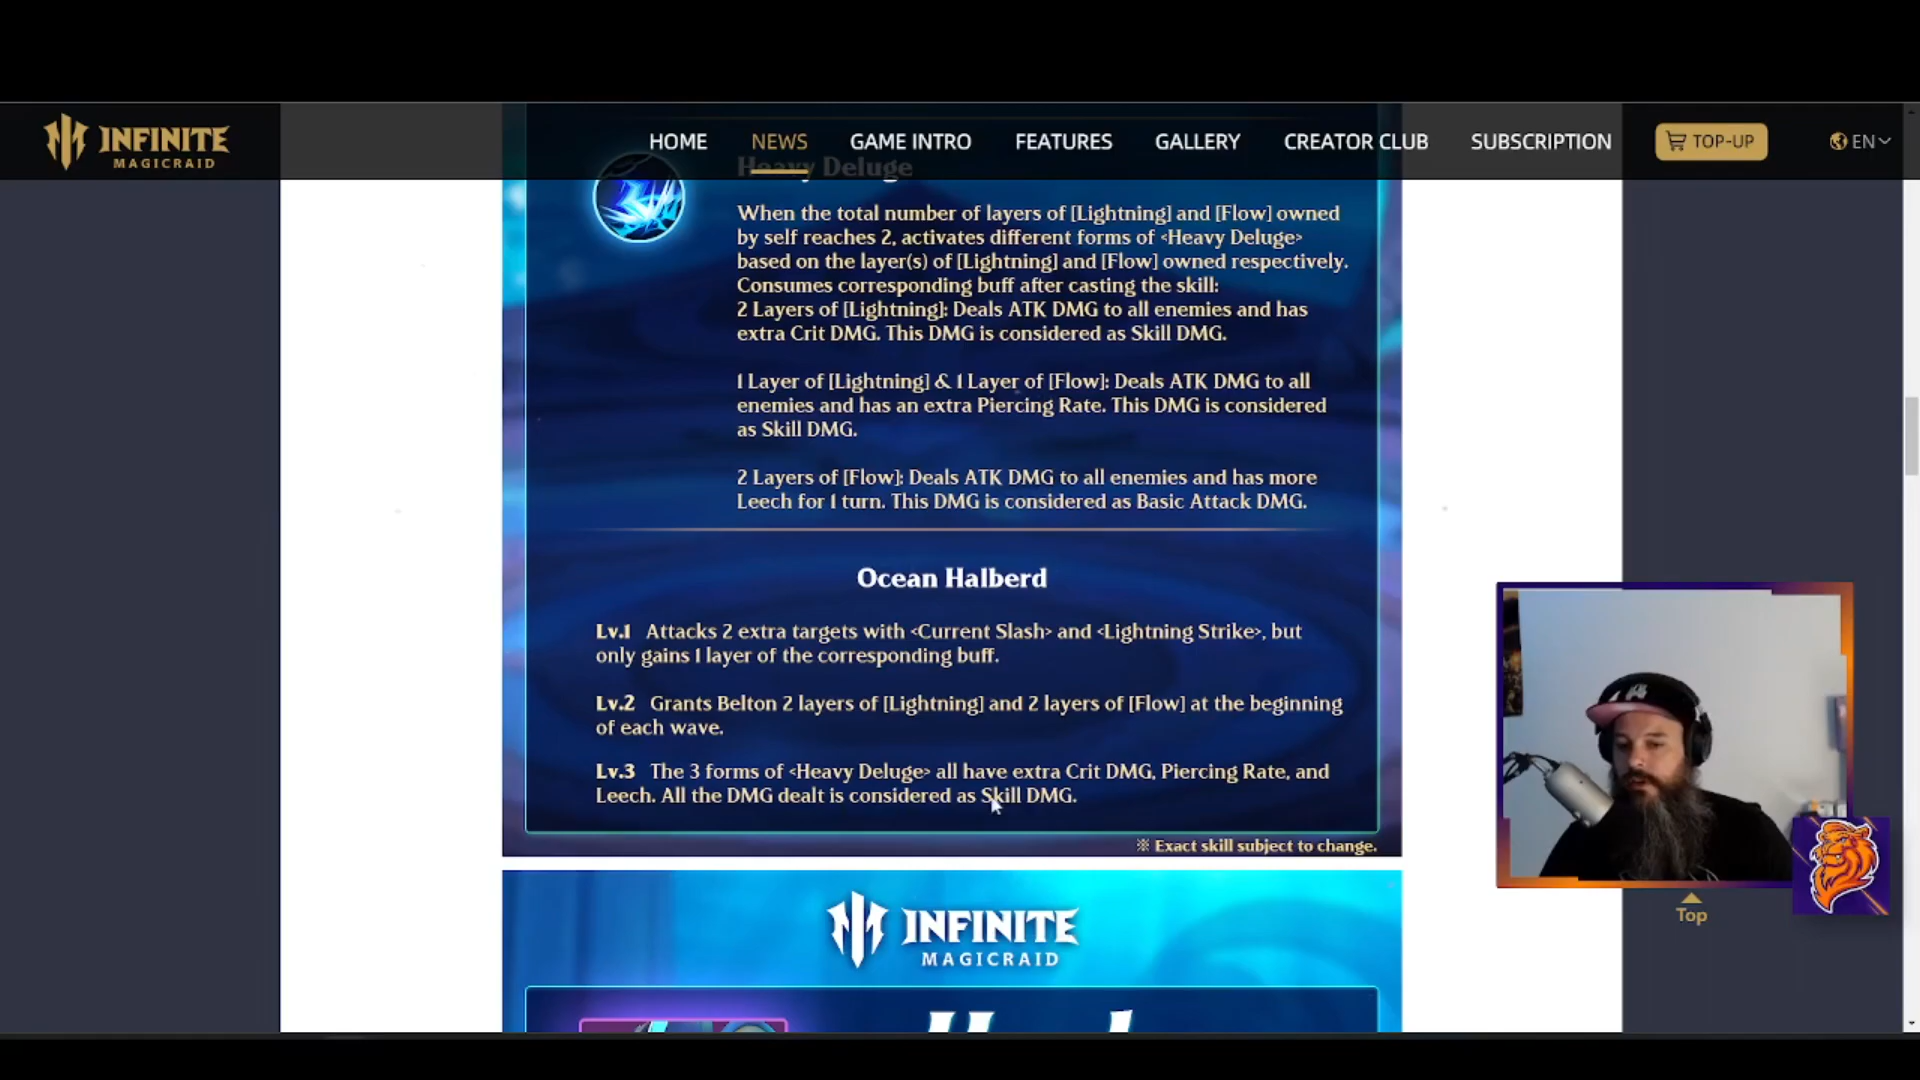 INFINITE
MAGICRAID
HOME
NEWS
GAME INTRO
FEATURES
GALLERY
CREATOR CLUB
SUBSCRIPTION
TOP-UP
EN
Heavy Deluge
When the total number of layers of [Lightning] and [Flow] owned
by self reaches 2, activates different forms of <Heavy Deluge>
based on the layer(s) of [Lightning] and [Flow] owned respectively.
Consumes corresponding buff after casting the skill:
2 Layers of [Lightning]: Deals ATK DMG to all enemies and has
extra Crit DMG. This DMG is considered as Skill DMG.
1 Layer of [Lightning] & 1 Layer of [Flow]: Deals ATK DMG to all
enemies and has an extra Piercing Rate. This DMG is considered
as Skill DMG.
2 Layers of [Flow]: Deals ATK DMG to all enemies and has more
Leech for 1 turn. This DMG is considered as Basic Attack DMG.
Ocean Halberd
Lv.1 Attacks 2 extra targets with <Current Slash> and <Lightning Strike>, but
only gains 1 layer of the corresponding buff.
Lv.2 Grants Belton 2 layers of [Lightning] and 2 layers of [Flow] at the beginning
of each wave.
Lv.3 The 3 forms of <Heavy Deluge> all have extra Crit DMG, Piercing Rate, and
Leech. All the DMG dealt is considered as Skill DMG.
※ Exact skill subject to change.
Top
INFINITE
MAGICRAID